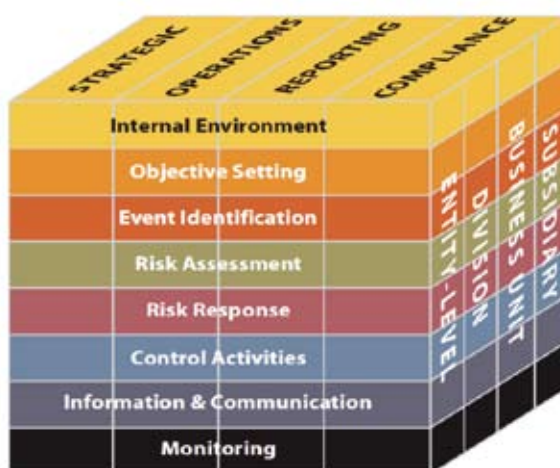 STRATEGIC
OPERATIONS
REPORTING
COMPLIANCE
Internal Environment
Objective Setting
Event Identification
Risk Assessment
Risk Response
Control Activities
Information & Communication
Monitoring
ENTITY-LEVEL
DIVISION
BUSINESS UNIT
SUBSIDIARY